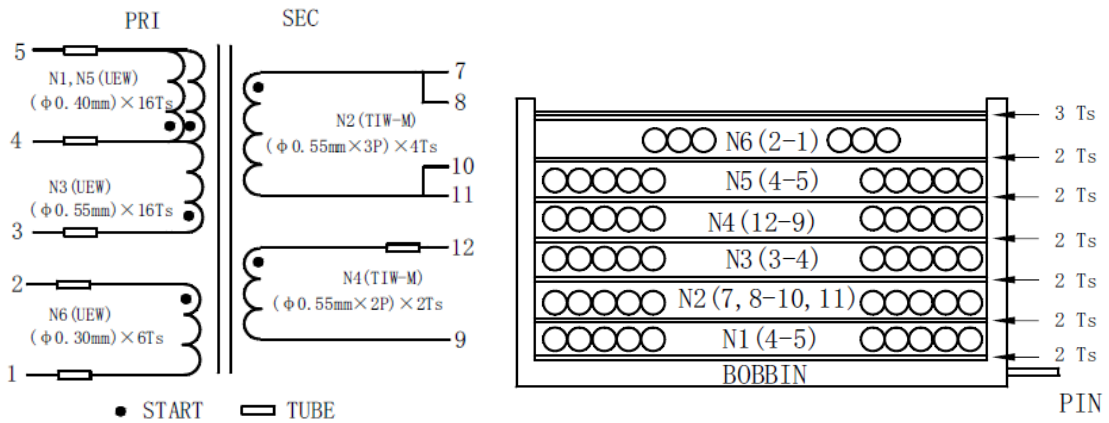 PRI
SEC
5
N1,N5(UEW)
(φ0.40mm)×16Ts
4
N3(UEW)
(φ0.55mm)×16Ts
3
2
N6(UEW)
(φ0.30mm)×6Ts
1
7
8
N2(TIW-M)
(φ0.55mm×3P)×4Ts
10
11
12
N4(TIW-M)
(φ0.55mm×2P)×2Ts
9
START
TUBE
3 Ts
N6(2-1)
2 Ts
N5(4-5)
2 Ts
N4(12-9)
2 Ts
N3(3-4)
2 Ts
N2(7,8-10,11)
2 Ts
N1(4-5)
2 Ts
BOBBIN
PIN